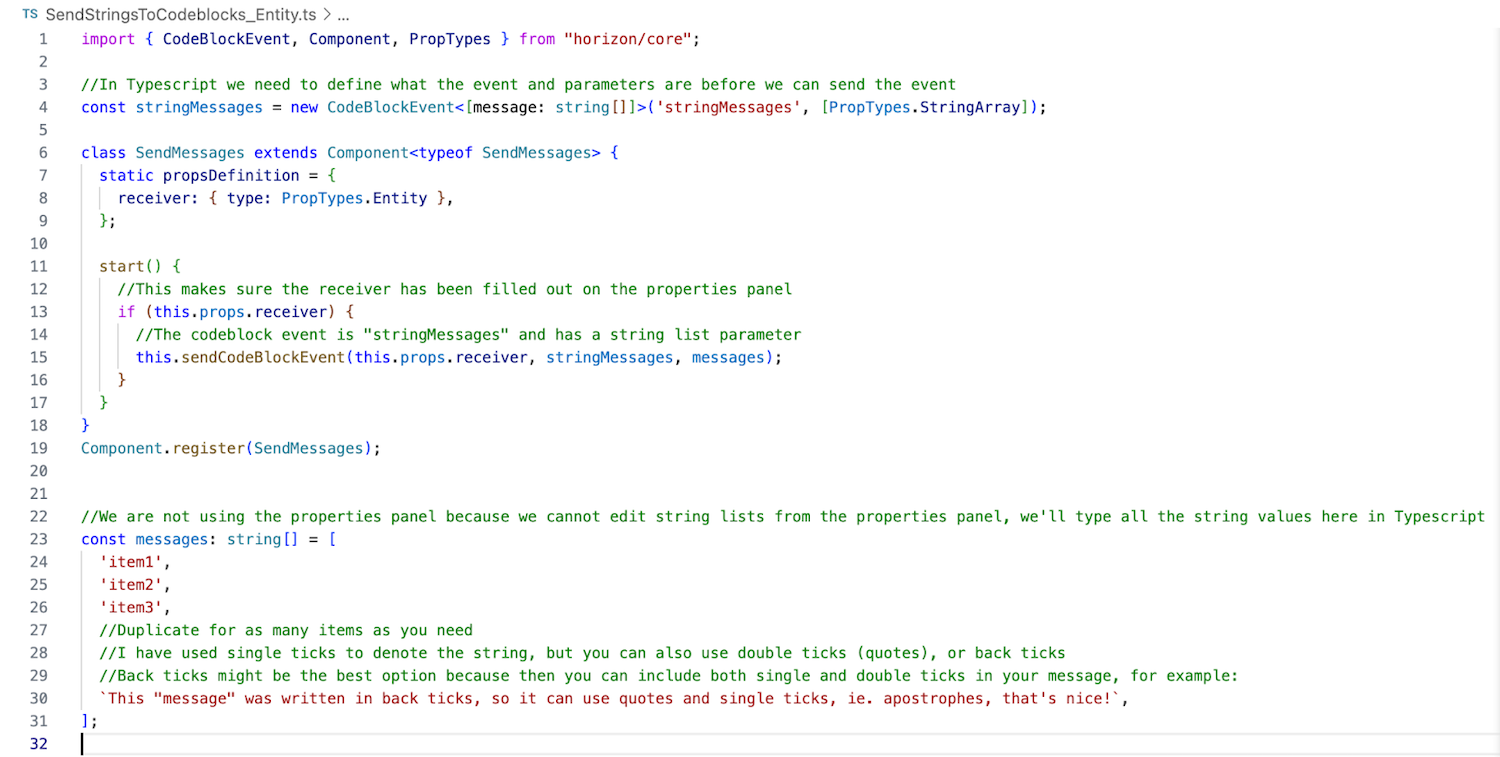 TS SendStringsToCodeblocks_Entity.ts > ...
1 import { CodeBlockEvent, Component, PropTypes } from "horizon/core";
2
3 //In Typescript we need to define what the event and parameters are before we can send the event
4 const stringMessages = new CodeBlockEvent<[message: string[]]>('stringMessages', [PropTypes.StringArray]);
5
6 class SendMessages extends Component<typeof SendMessages> {
7   static propsDefinition = {
8     receiver: { type: PropTypes.Entity },
9   };
10
11   start() {
12     //This makes sure the receiver has been filled out on the properties panel
13     if (this.props.receiver) {
14       //The codeblock event is "stringMessages" and has a string list parameter
15       this.sendCodeBlockEvent(this.props.receiver, stringMessages, messages);
16     }
17   }
18 }
19 Component.register(SendMessages);
20
21
22 //We are not using the properties panel because we cannot edit string lists from the properties panel, we'll type all the string values here in Typescript
23 const messages: string[] = [
24   'item1',
25   'item2',
26   'item3',
27   //Duplicate for as many items as you need
28   //I have used single ticks to denote the string, but you can also use double ticks (quotes), or back ticks
29   //Back ticks might be the best option because then you can include both single and double ticks in your message, for example:
30   `This "message" was written in back ticks, so it can use quotes and single ticks, ie. apostrophes, that's nice!`,
31 ];
32